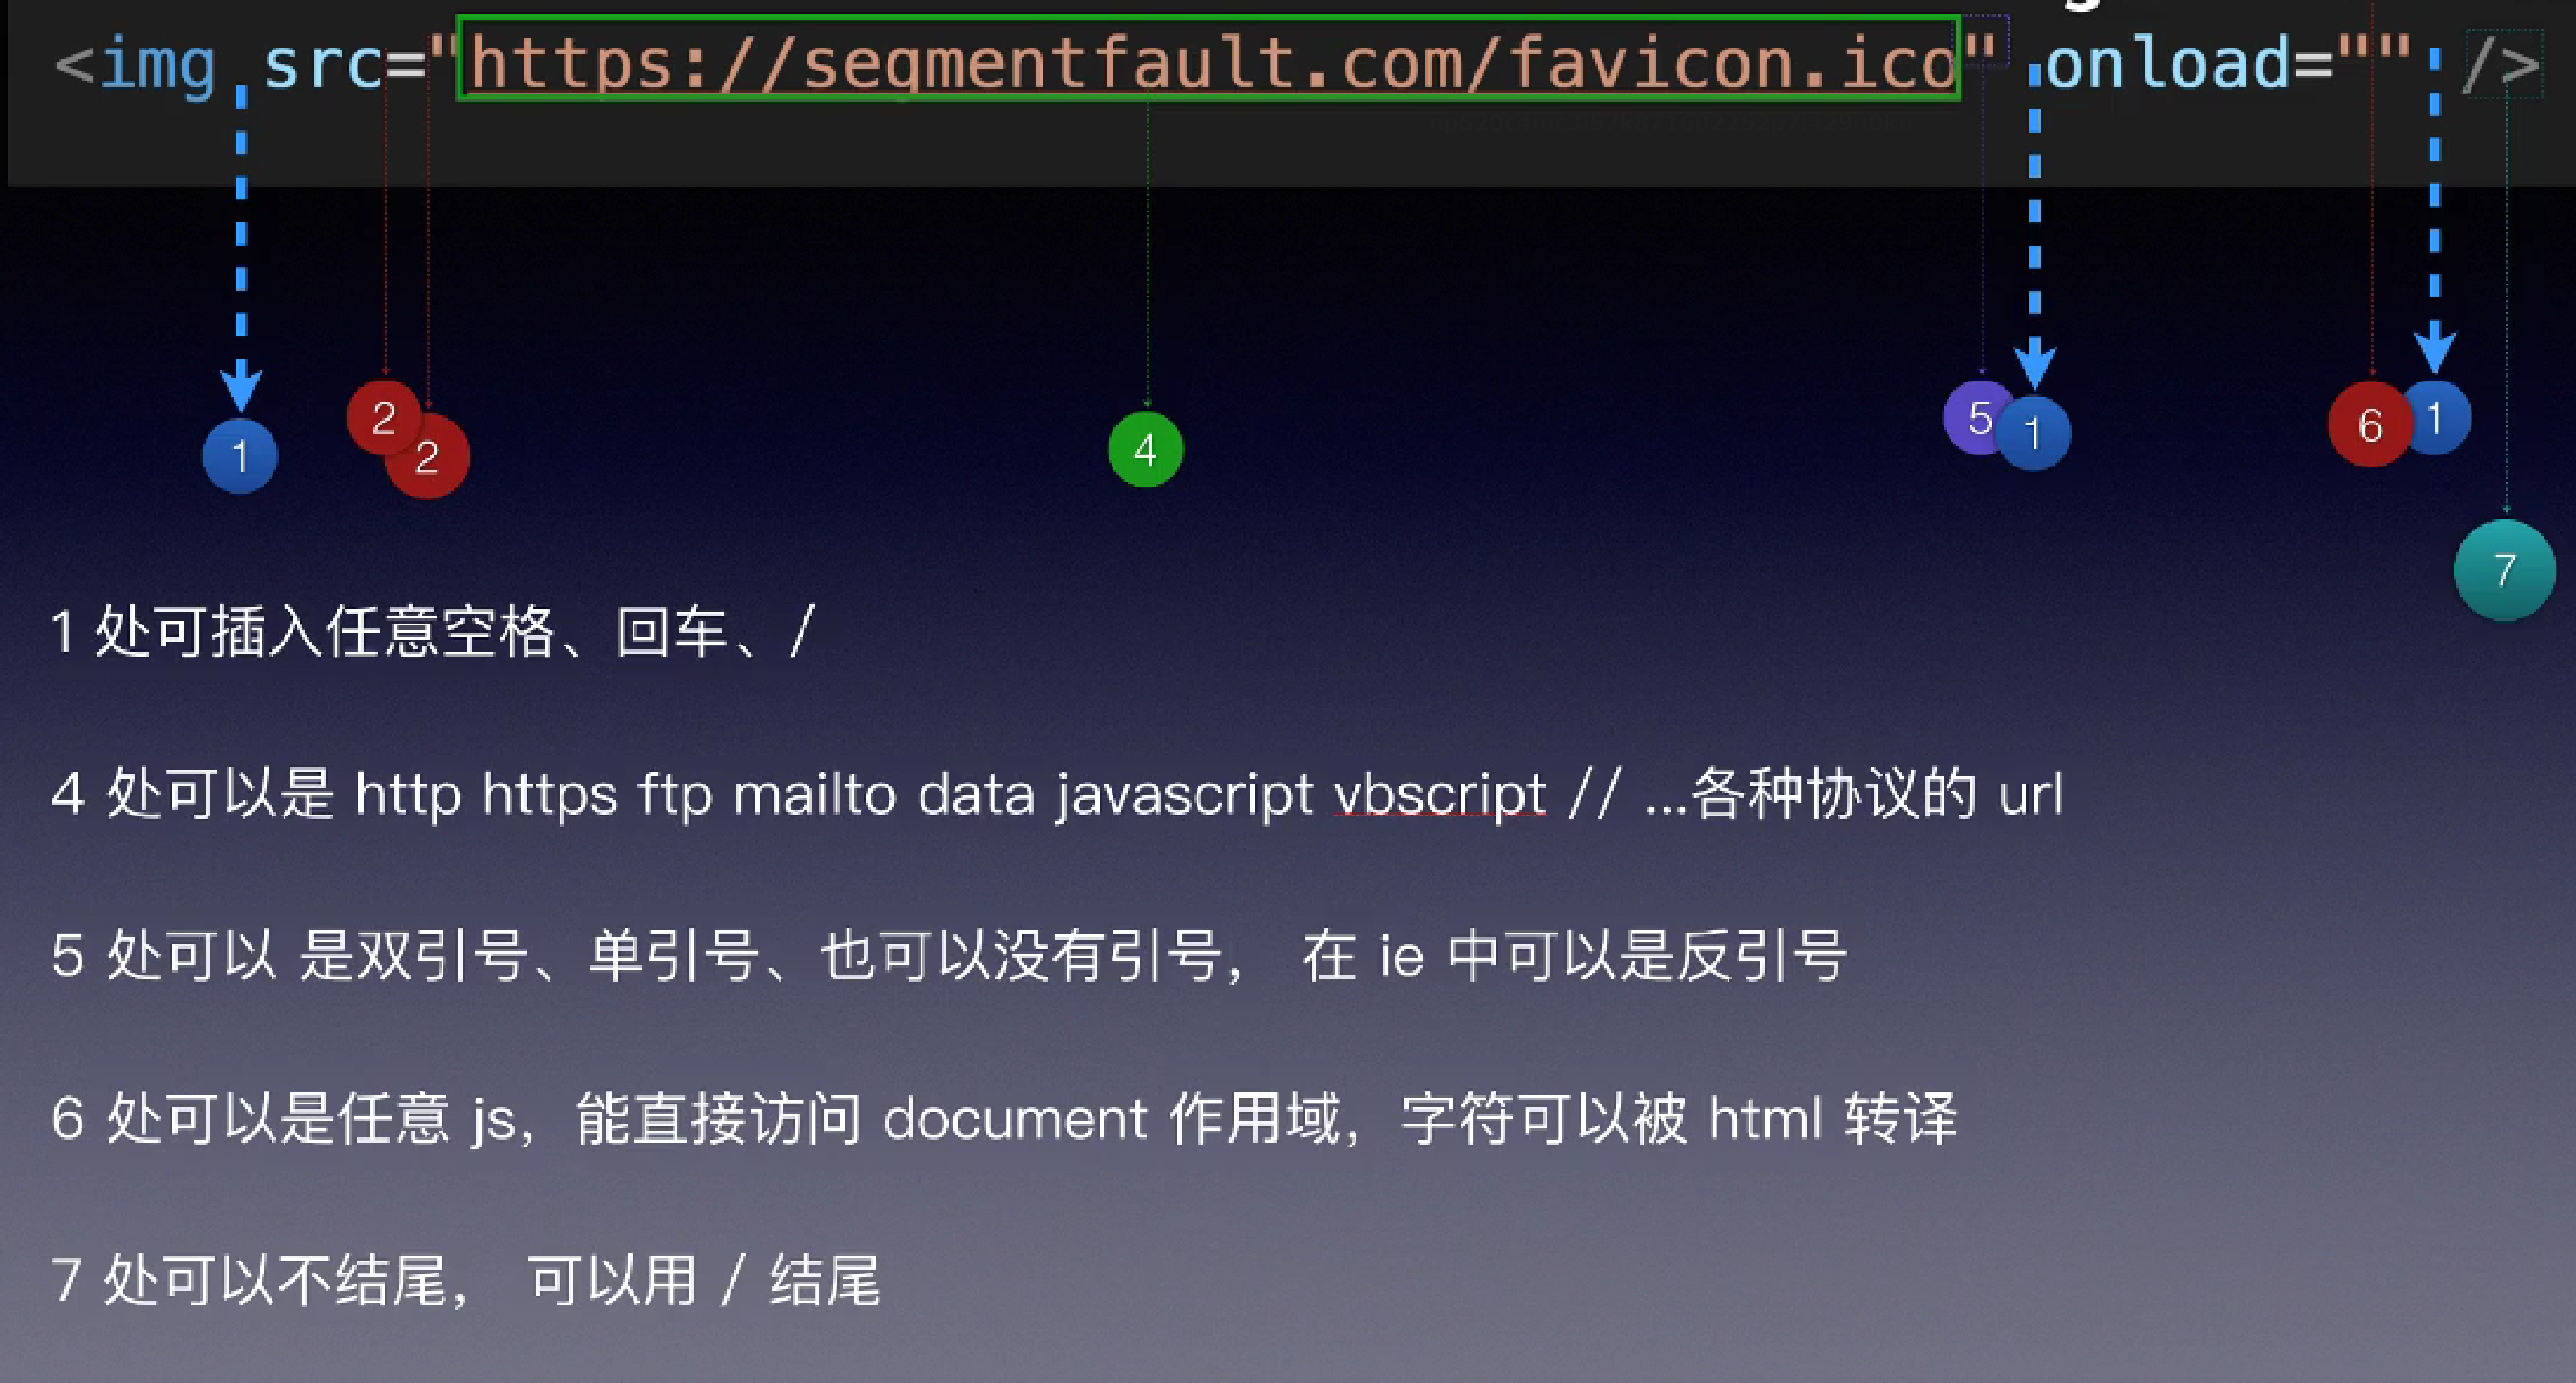 <img src="https://segmentfault.com/favicon.ico" onload="" />
1 2 2 4 5 1 6 1
7
1 处可插入任意空格、回车、/
4 处可以是 http https ftp mailto data javascript vbscript // ...各种协议的 url
5 处可以 是双引号、单引号、也可以没有引号， 在 ie 中可以是反引号
6 处可以是任意 js，能直接访问 document 作用域，字符可以被 html 转译
7 处可以不结尾， 可以用 / 结尾